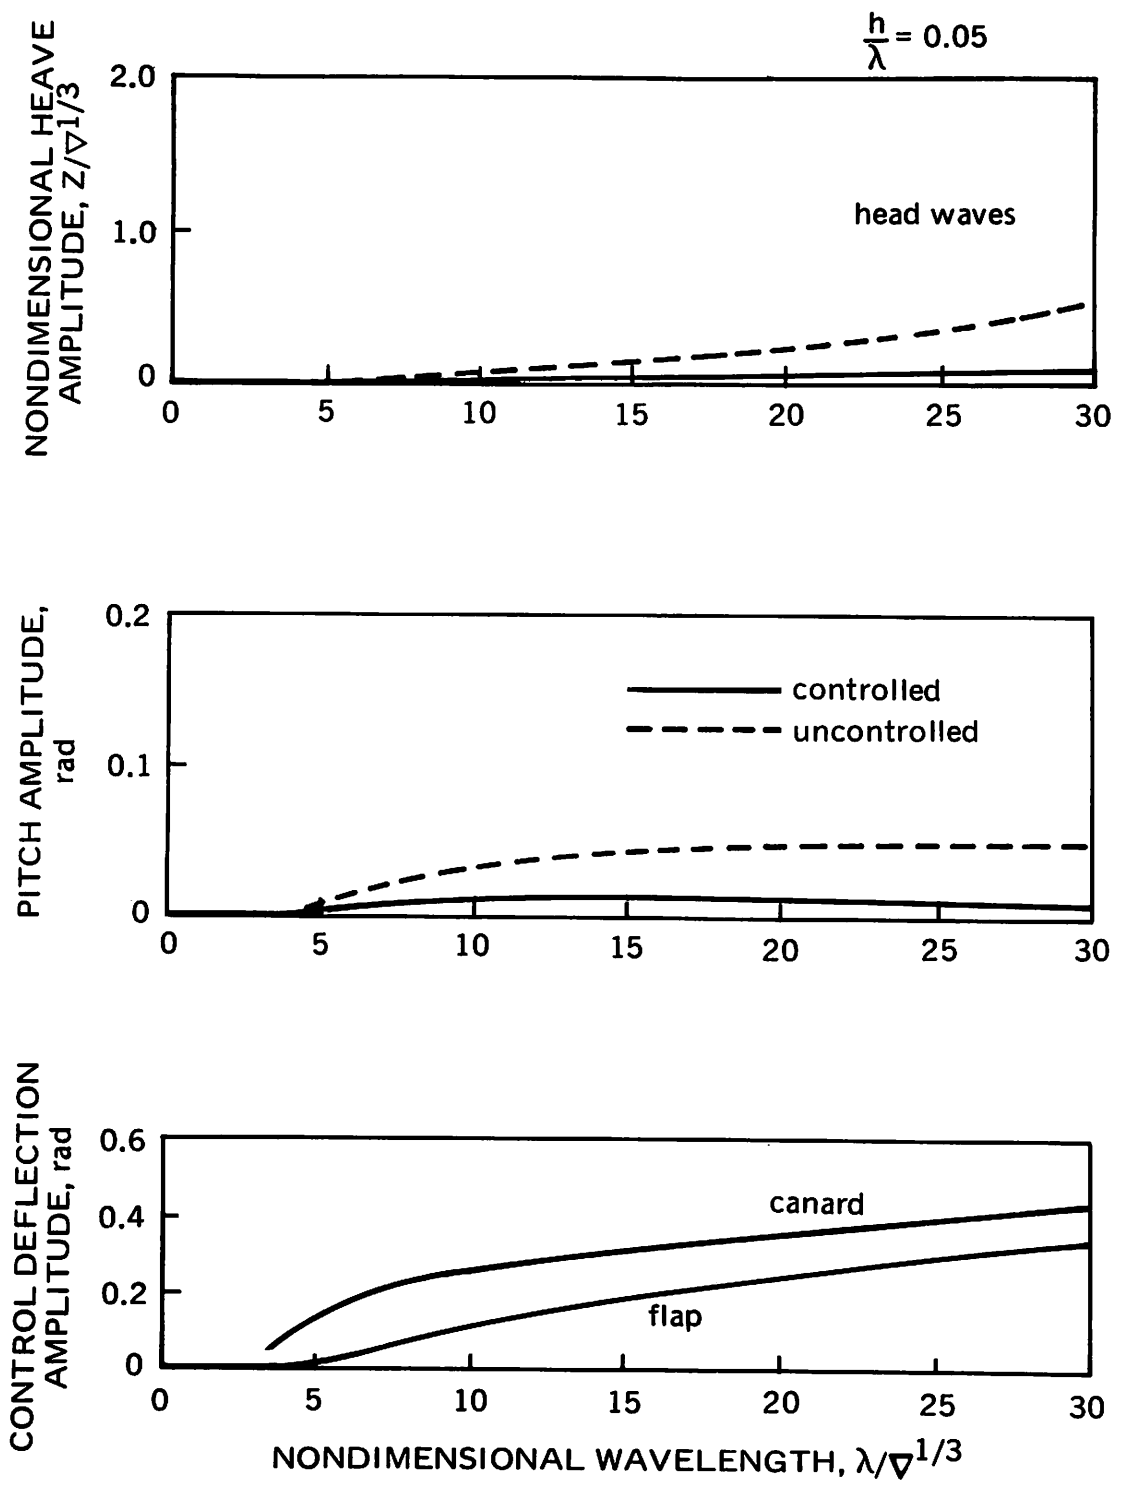 h
λ = 0.05
NONDIMENSIONAL HEAVE
AMPLITUDE, Z/∇1/3
2.0
1.0
0
head waves
0 5 10 15 20 25 30
PITCH AMPLITUDE,
rad
0.2
0.1
0
controlled
uncontrolled
0 5 10 15 20 25 30
CONTROL DEFLECTION
AMPLITUDE, rad
0.6
0.4
0.2
0
canard
flap
0 5 10 15 20 25 30
NONDIMENSIONAL WAVELENGTH, λ/∇1/3